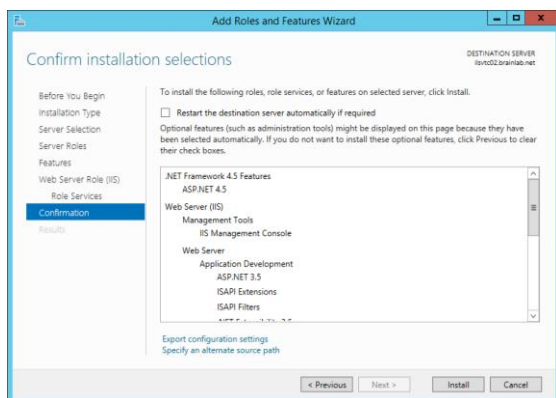 Add Roles and Features Wizard
Confirm installation selections
DESTINATION SERVER
ilsvtc02.brainlab.net
Before You Begin
Installation Type
Server Selection
Server Roles
Features
Web Server Role (IIS)
Role Services
Confirmation
Results
To install the following roles, role services, or features on selected server, click Install.
Restart the destination server automatically if required
Optional features (such as administration tools) might be displayed on this page because they have
been selected automatically. If you do not want to install these optional features, click Previous to clear
their check boxes.
.NET Framework 4.5 Features
ASP.NET 4.5
Web Server (IIS)
Management Tools
IIS Management Console
Web Server
Application Development
ASP.NET 3.5
ISAPI Extensions
ISAPI Filters
Export configuration settings
Specify an alternate source path
< Previous
Next >
Install
Cancel